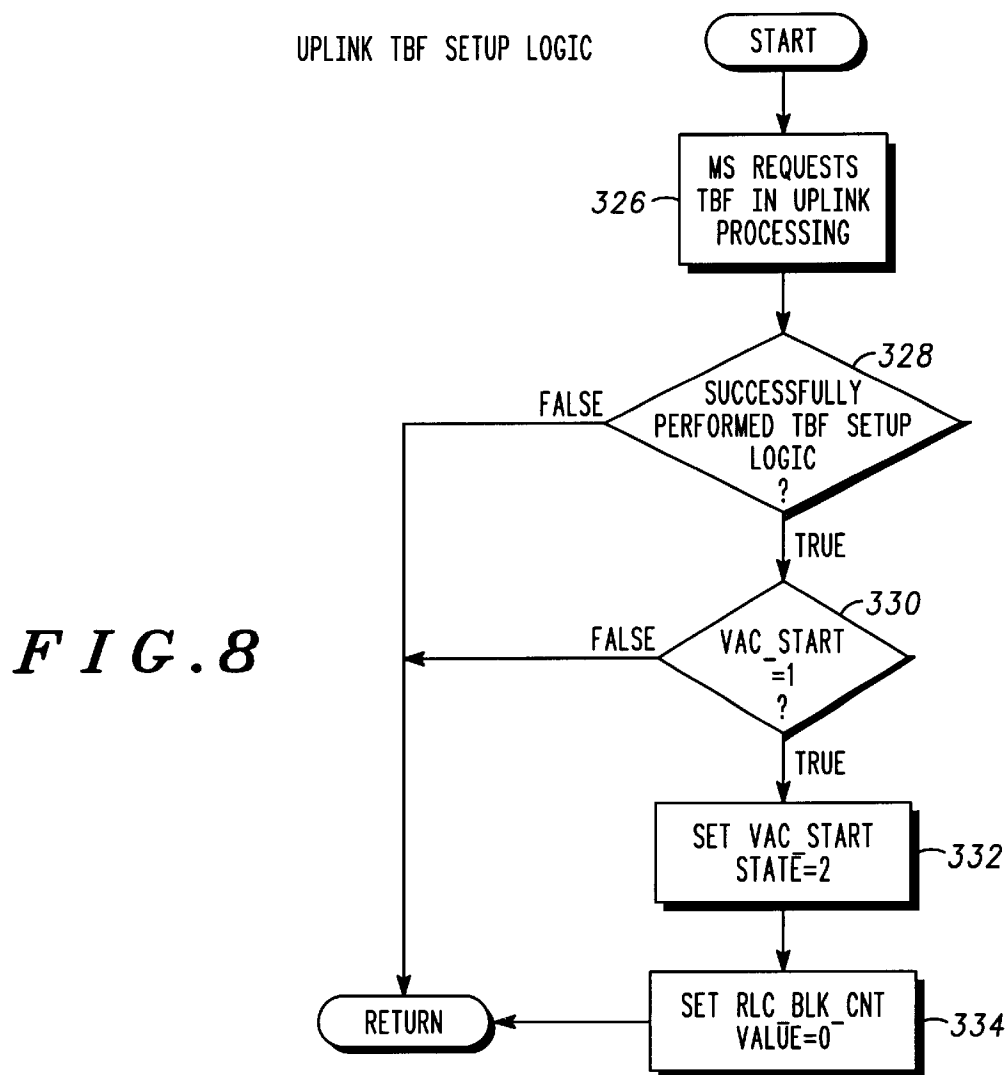 UPLINK TBF SETUP LOGIC
START
MS REQUESTS
TBF IN UPLINK
PROCESSING
326
328
SUCCESSFULLY
PERFORMED TBF SETUP
LOGIC
?
FALSE
TRUE
330
VAC_START
=1
?
FALSE
TRUE
FIG.8
SET VAC_START
STATE=2
332
SET RLC_BLK_CNT
VALUE=0
334
RETURN